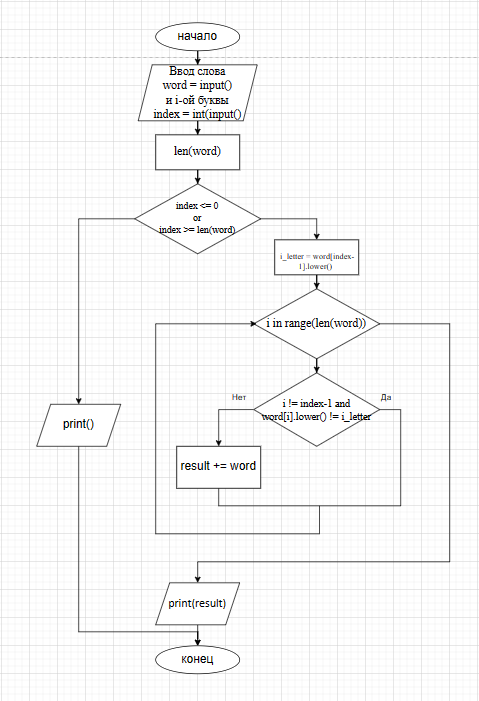 начало
Ввод слова
word = input()
и i-ой буквы
index = int(input()
len(word)
index <= 0
or
index >= len(word)
i_letter = word[index-
1].lower()
i in range(len(word))
Нет
Да
i != index-1 and
word[i].lower() != i_letter
print()
result += word
print(result)
конец